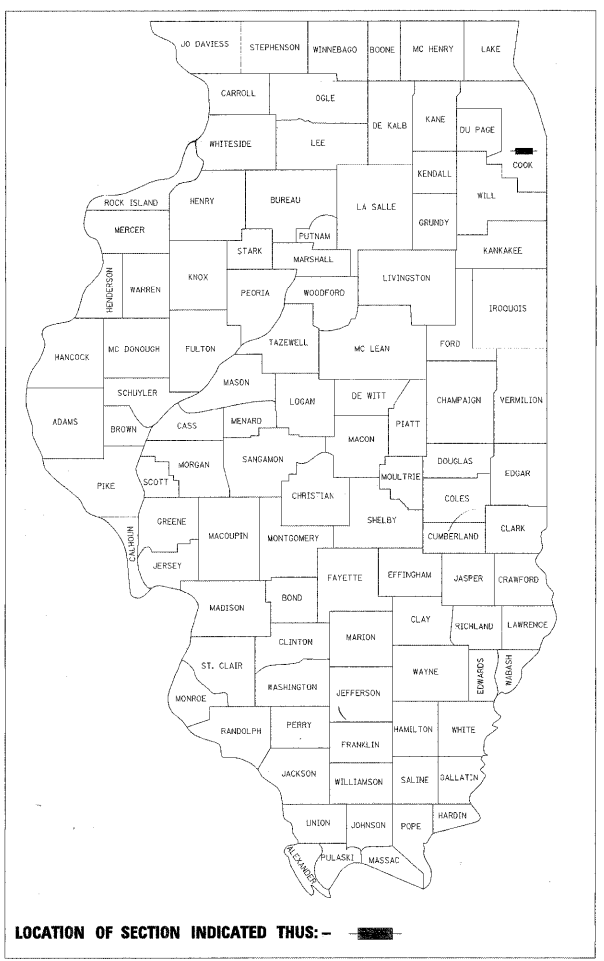 JO DAVIESS
STEPHENSON
WINNEBAGO
BOONE
MC HENRY
LAKE
CARROLL
OGLE
DE KALB
KANE
DU PAGE
COOK
WHITESIDE
LEE
KENDALL
WILL
ROCK ISLAND
HENRY
BUREAU
LA SALLE
GRUNDY
MERCER
PUTNAM
STARK
MARSHALL
KANKAKEE
HENDERSON
WARREN
KNOX
PEORIA
WOODFORD
LIVINGSTON
IROQUOIS
HANCOCK
MC DONOUGH
FULTON
TAZEWELL
MC LEAN
FORD
SCHUYLER
MASON
LOGAN
DE WITT
CHAMPAIGN
VERMILION
ADAMS
BROWN
CASS
MENARD
PIATT
MACON
MORGAN
SANGAMON
DOUGLAS
EDGAR
PIKE
SCOTT
CHRISTIAN
MOULTRIE
COLES
GREENE
MACOUPIN
MONTGOMERY
SHELBY
CUMBERLAND
CLARK
CALHOUN
JERSEY
FAYETTE
EFFINGHAM
JASPER
CRAWFORD
MADISON
BOND
CLAY
RICHLAND
LAWRENCE
CLINTON
MARION
ST. CLAIR
WAYNE
EDWARDS
WABASH
WASHINGTON
JEFFERSON
MONROE
RANDOLPH
PERRY
HAMILTON
WHITE
FRANKLIN
JACKSON
WILLIAMSON
SALINE
GALLATIN
UNION
JOHNSON
POPE
HARDIN
ALEXANDER
PULASKI
MASSAC
LOCATION OF SECTION INDICATED THUS: -